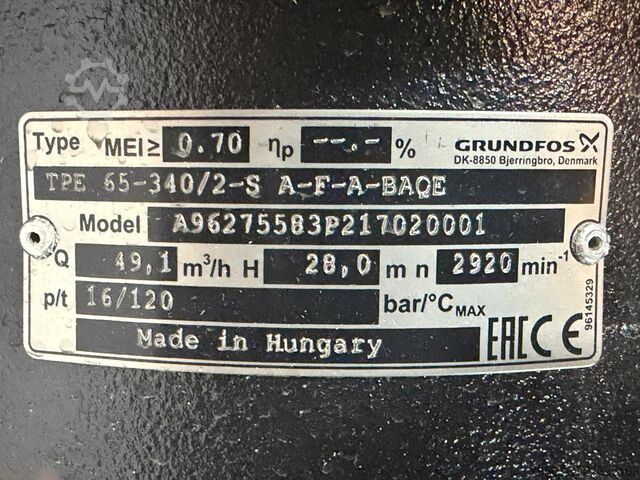 Type MEI≥ 0.70 ηp --.- % GRUNDFOS
DK-8850 Bjerringbro, Denmark
TPE 65-340/2-S A-F-A-BAQE
Model A96275583P217020001
Q 49,1 m³/h H 28,0 m n 2920 min⁻¹
p/t 16/120 bar/°C MAX
Made in Hungary EAC CE
96145329